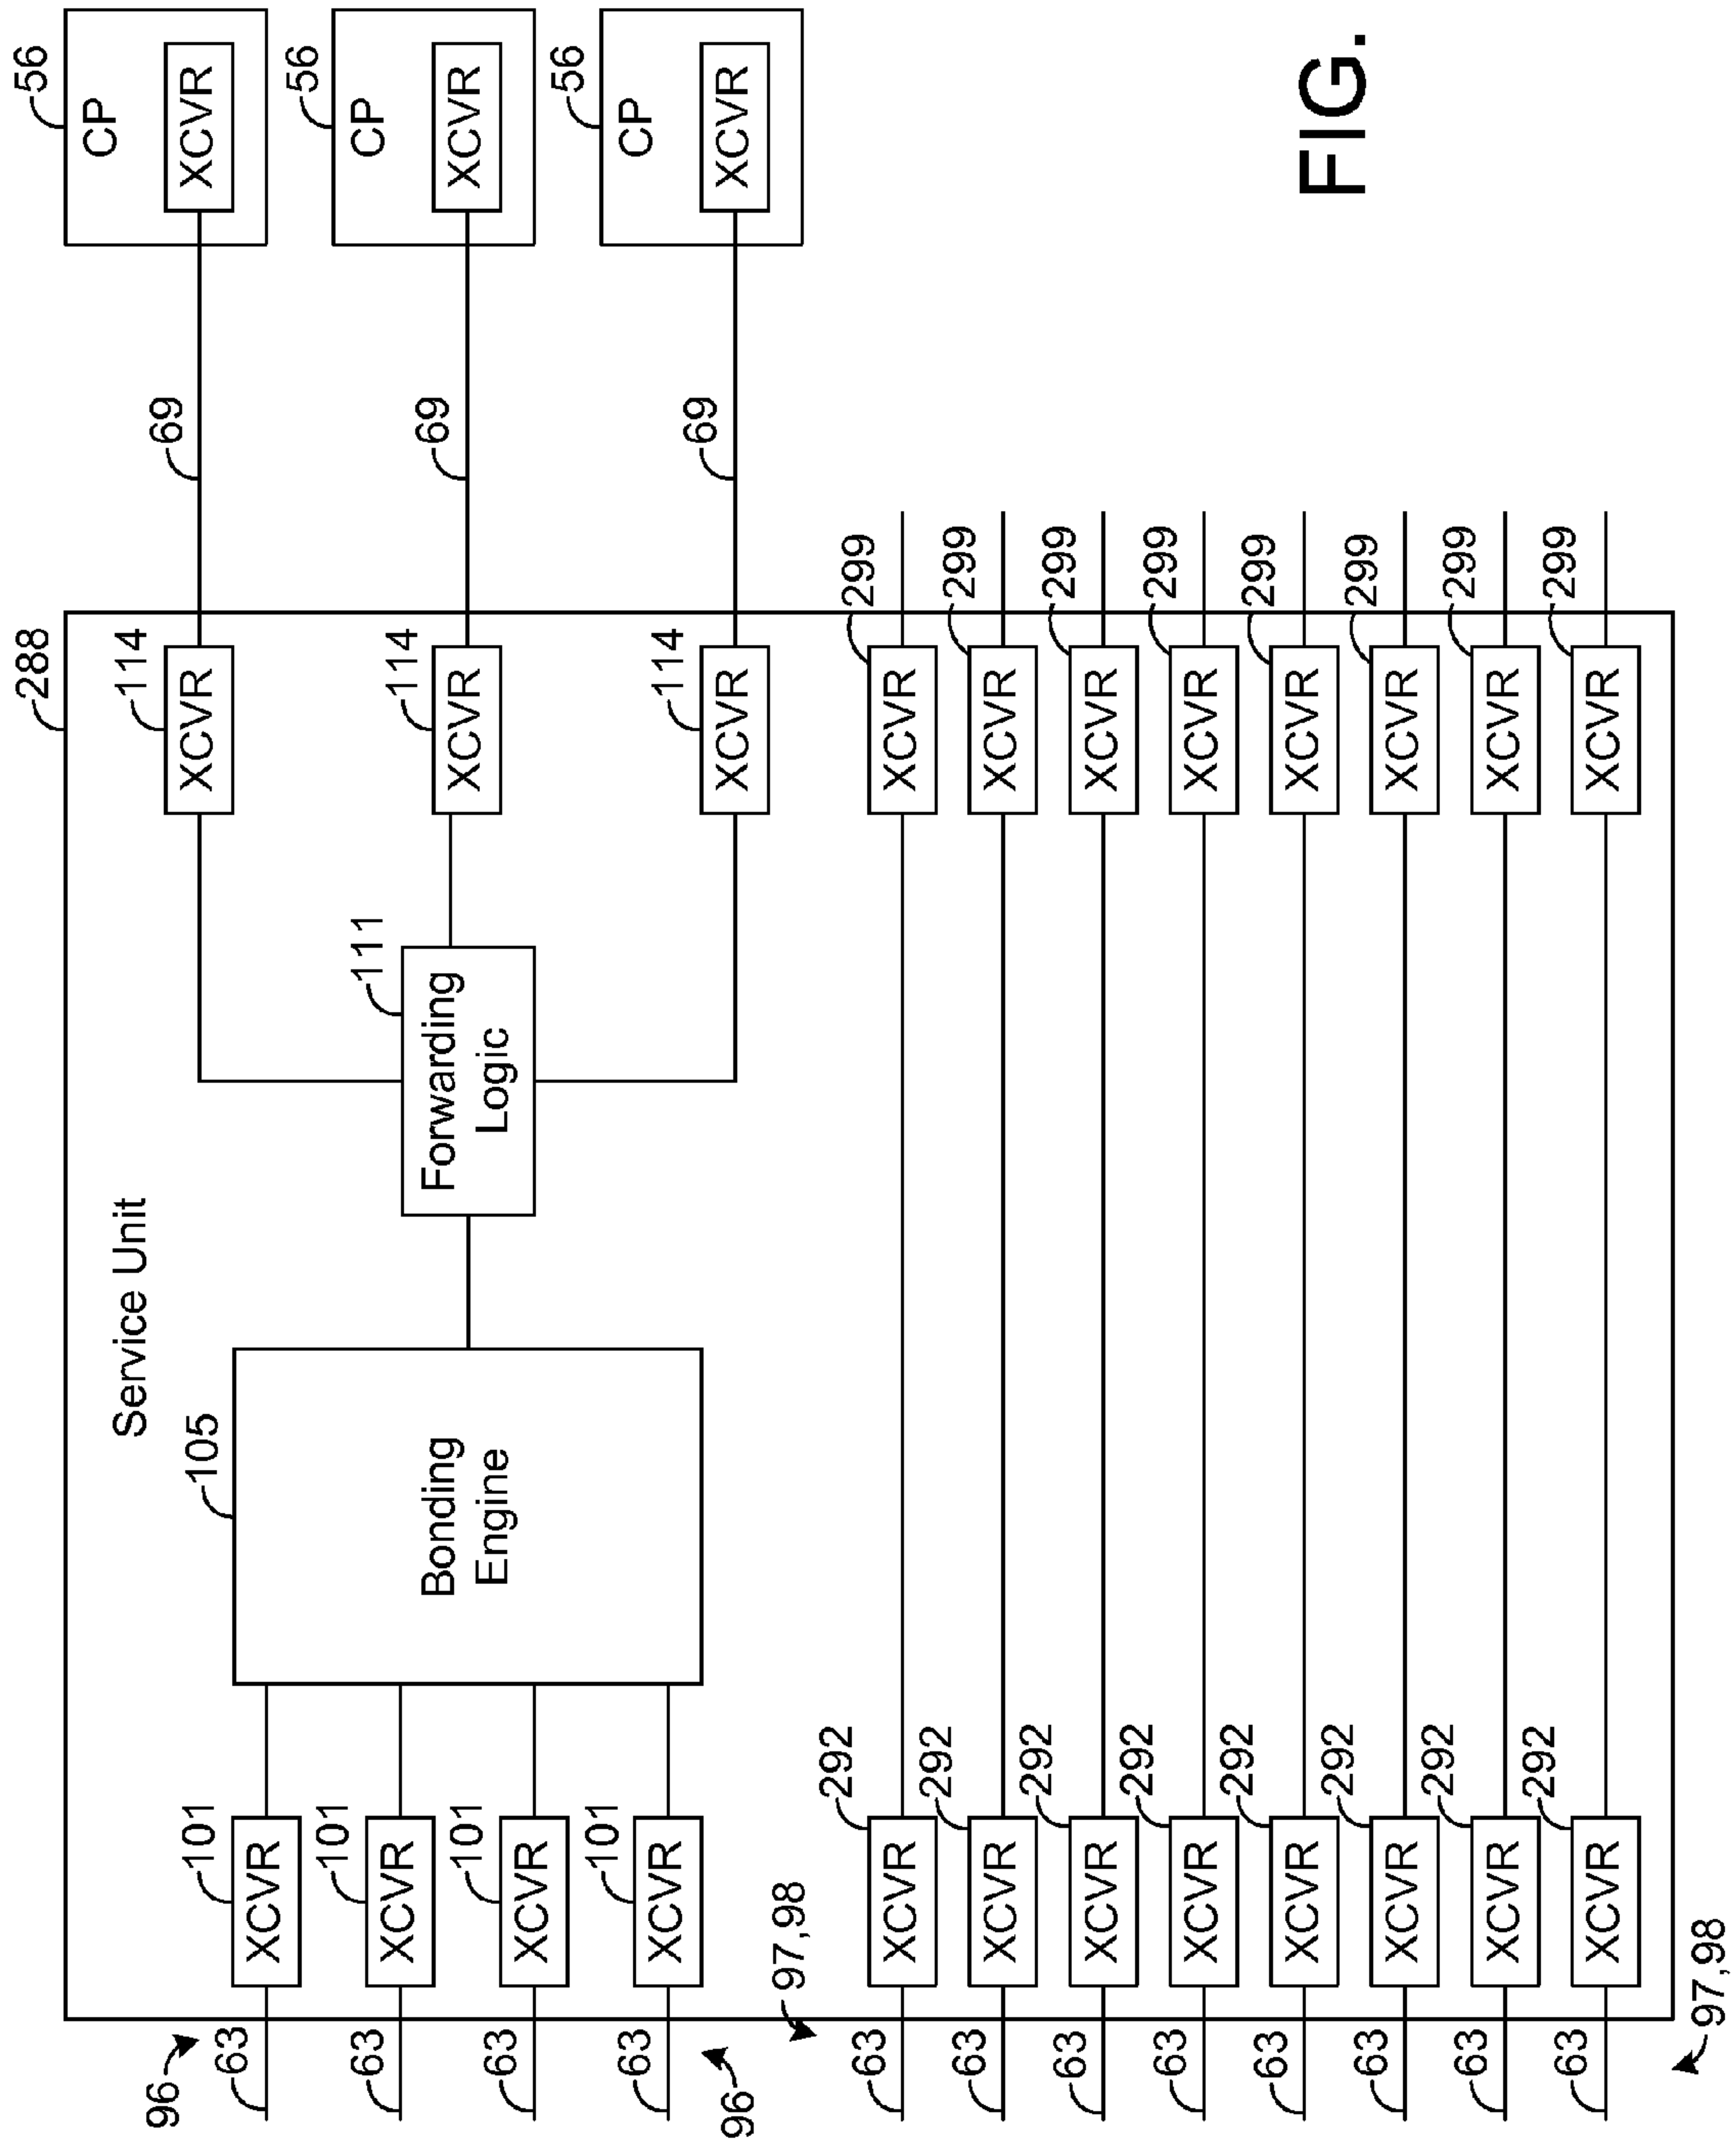 288
Service Unit
96
63
101
XCVR
63
101
XCVR
63
101
XCVR
63
101
XCVR
96
105
Bonding
Engine
111
Forwarding
Logic
114
XCVR
114
XCVR
114
XCVR
69
69
69
56
CP
XCVR
56
CP
XCVR
56
CP
XCVR
97,98
63
292
XCVR
299
XCVR
63
292
XCVR
299
XCVR
63
292
XCVR
299
XCVR
63
292
XCVR
299
XCVR
63
292
XCVR
299
XCVR
63
292
XCVR
299
XCVR
63
292
XCVR
299
XCVR
63
292
XCVR
299
XCVR
97,98
FIG.